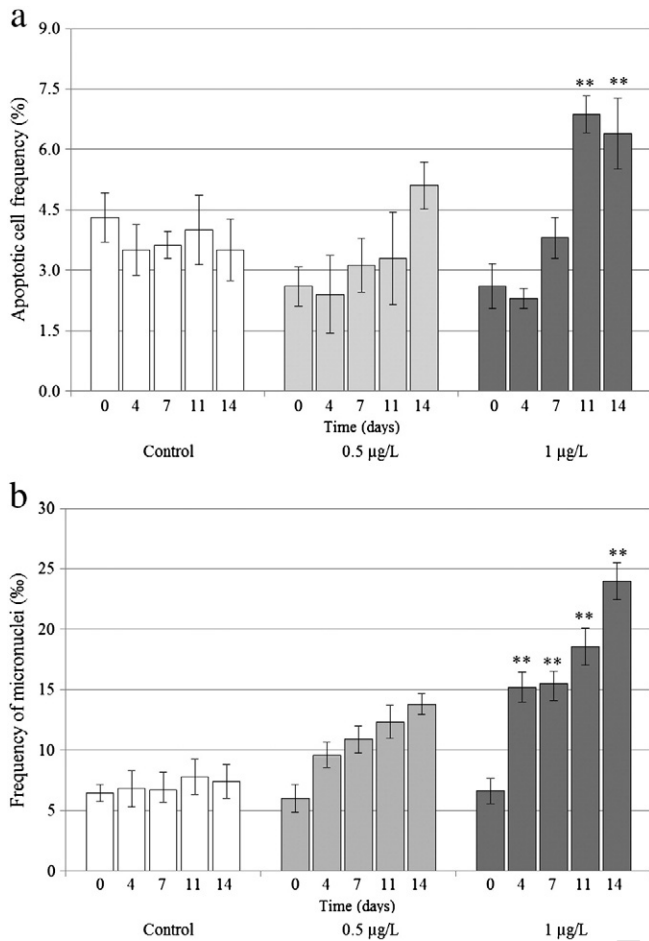 a
Apoptotic cell frequency (%)
9.0
7.5
6.0
4.5
3.0
1.5
0.0
** **
0 4 7 11 14 0 4 7 11 14 0 4 7 11 14
Time (days)
Control 0.5 µg/L 1 µg/L
b
Frequency of micronuclei (‰)
30
25
20
15
10
5
0
** ** ** **
0 4 7 11 14 0 4 7 11 14 0 4 7 11 14
Time (days)
Control 0.5 µg/L 1 µg/L